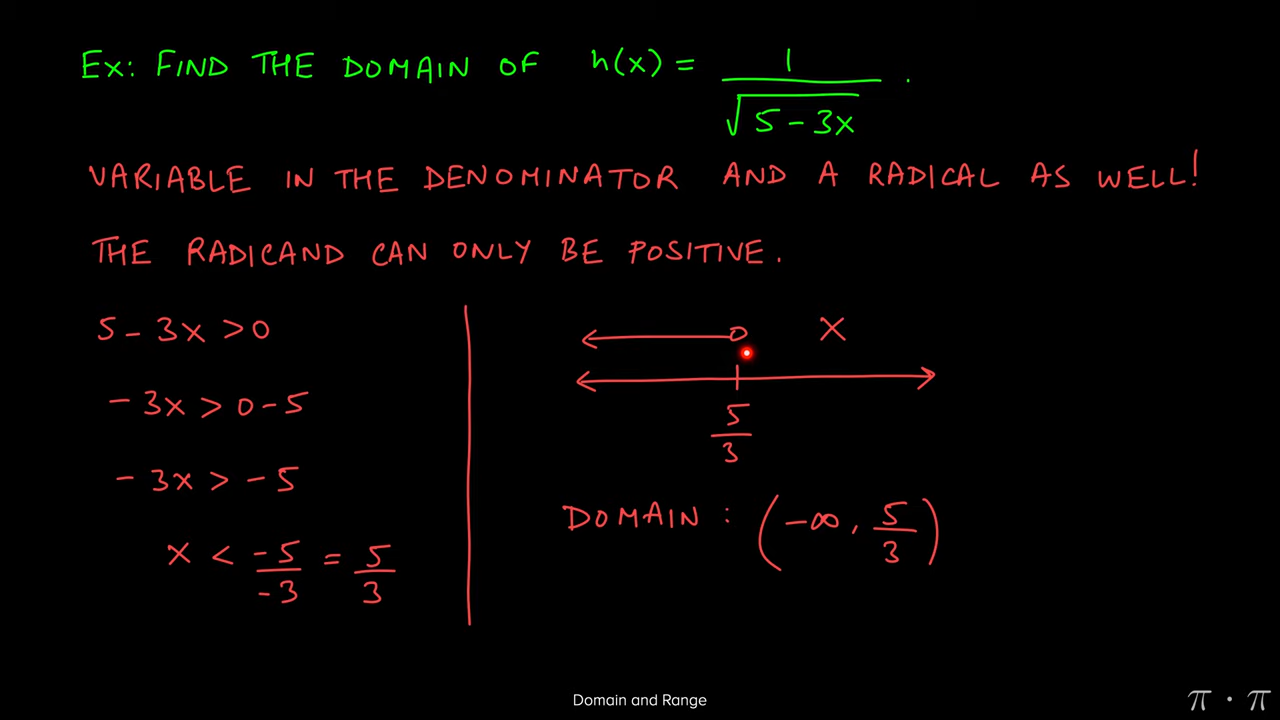 Ex: FIND THE DOMAIN OF h(x) = 1/√(5-3x) .
VARIABLE IN THE DENOMINATOR AND A RADICAL AS WELL!
THE RADICAND CAN ONLY BE POSITIVE.
5-3x>0
-3x>0-5
-3x>-5
x < -5/-3 = 5/3
x
5/3
DOMAIN : (-∞, 5/3)
Domain and Range
π · π